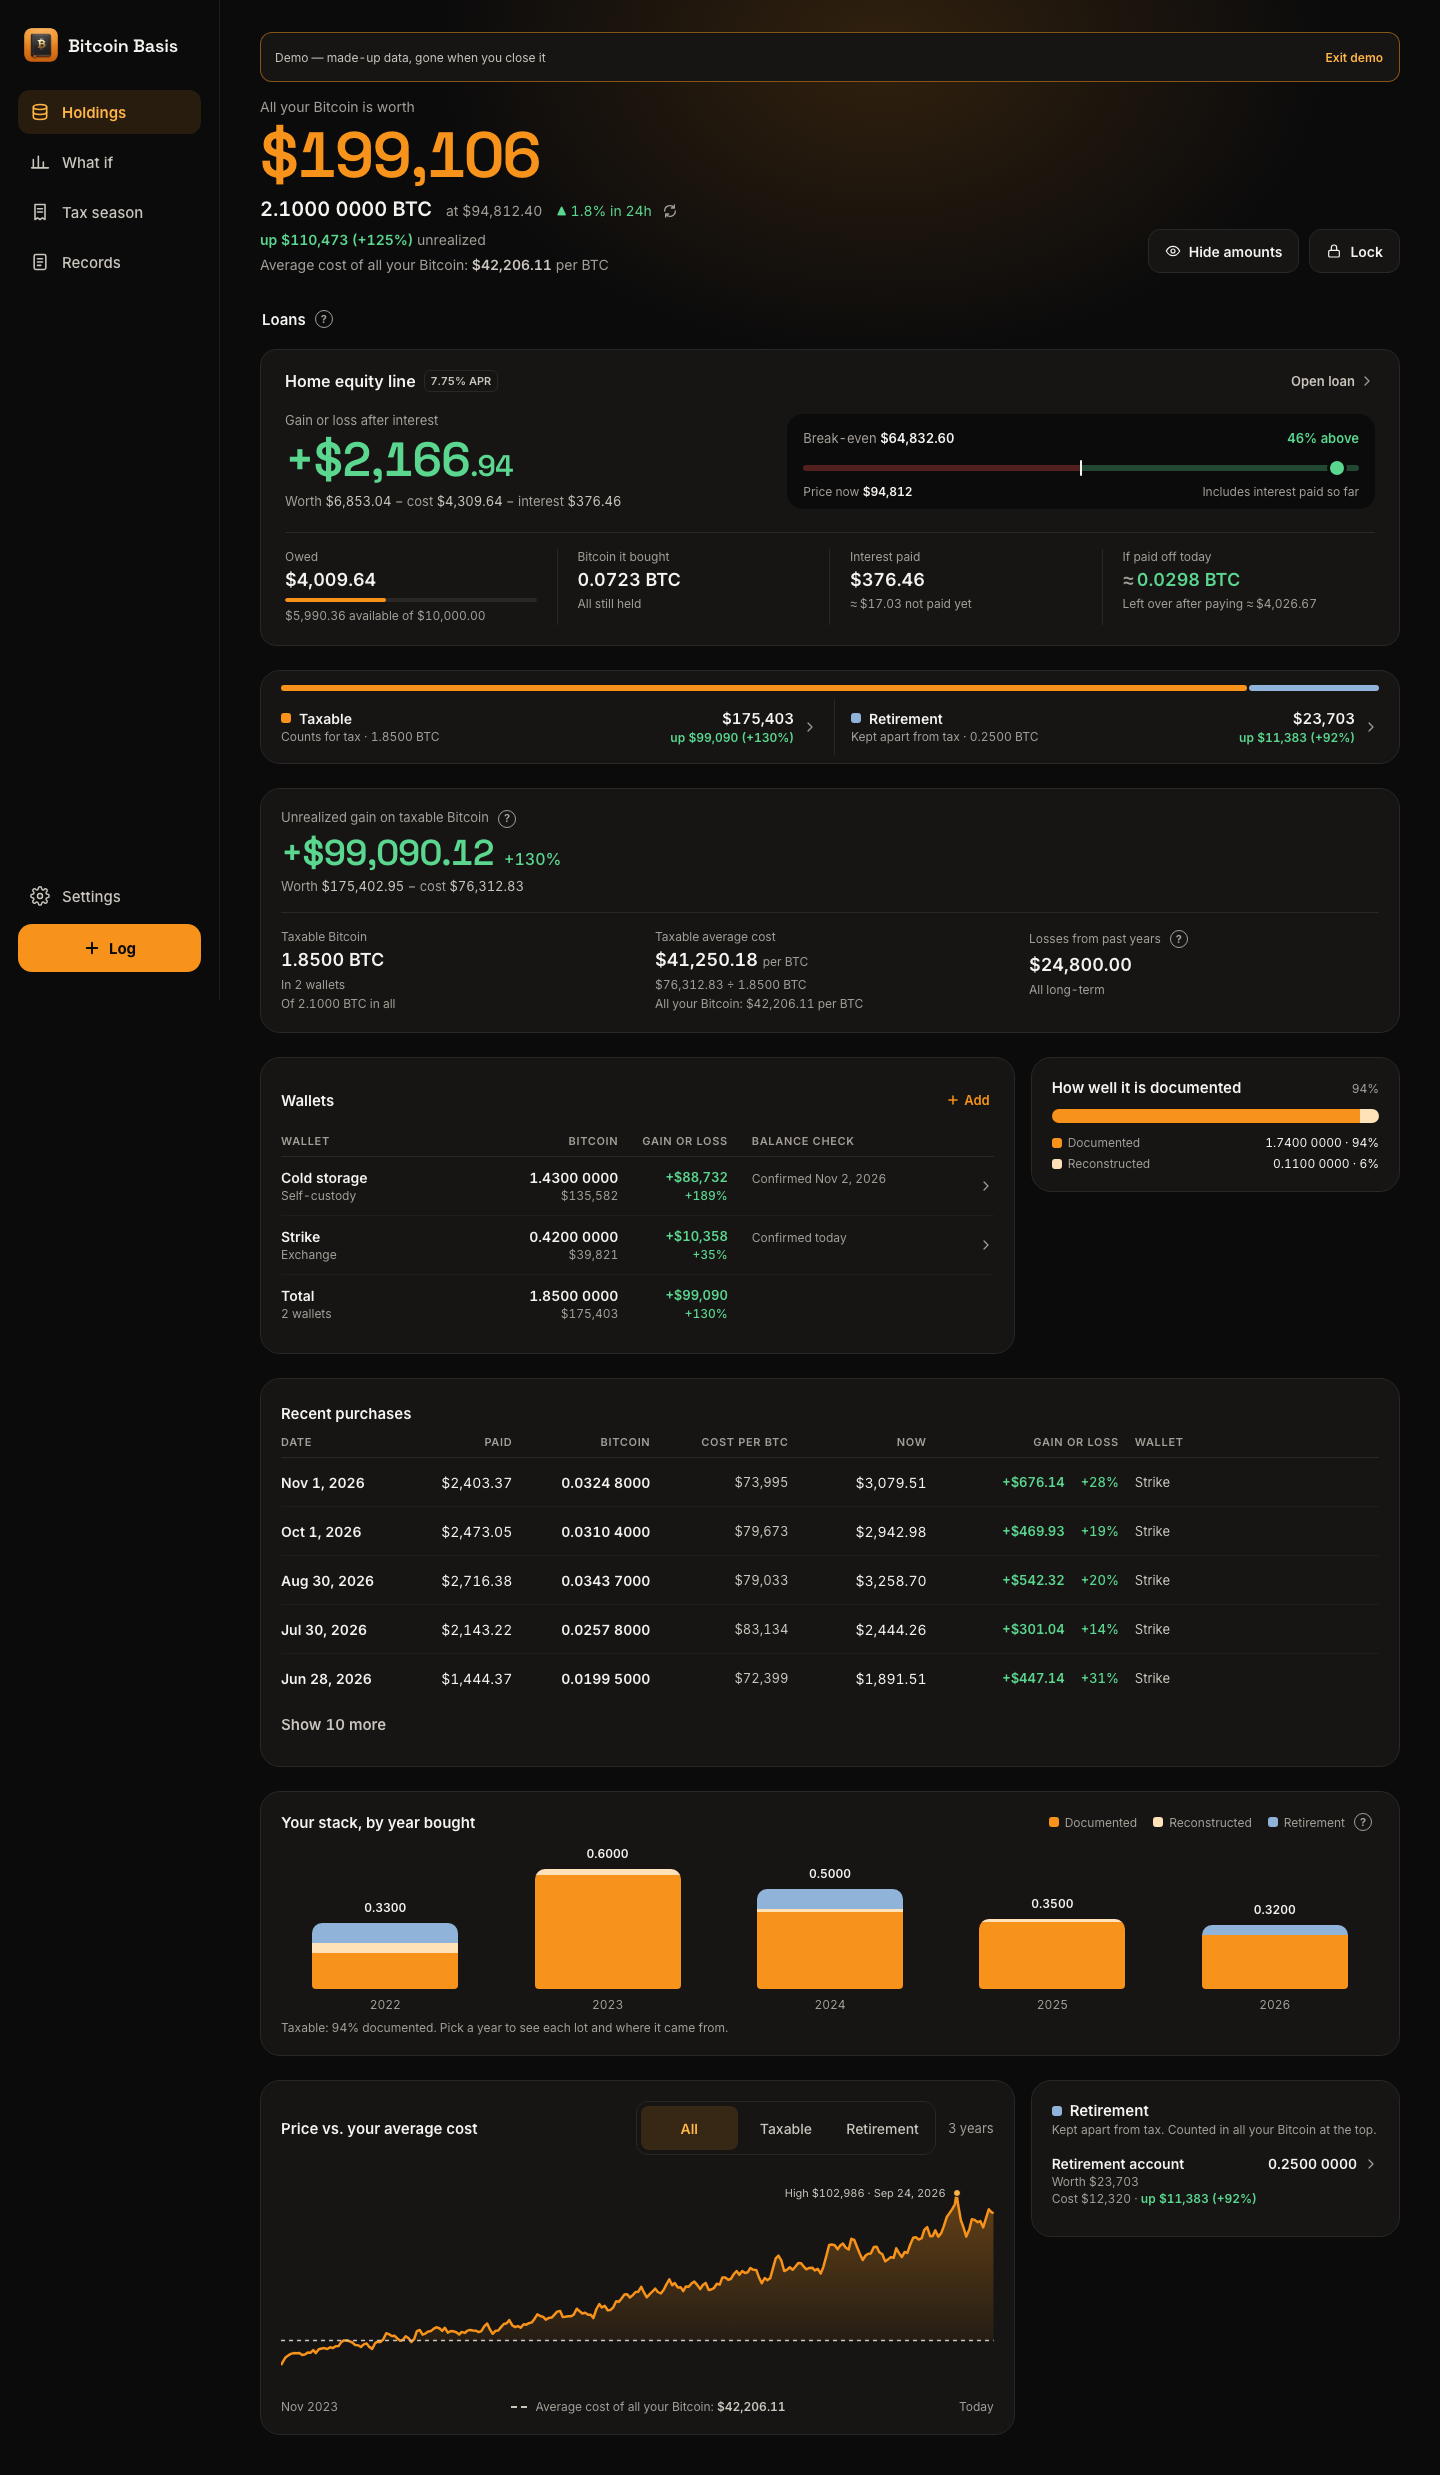 Bitcoin Basis
Holdings
What if
Tax season
Records
Settings
+ Log
Demo — made-up data, gone when you close it
Exit demo
All your Bitcoin is worth
$199,106
2.1000 0000 BTC at $94,812.40 ▲ 1.8% in 24h
up $110,473 (+125%) unrealized
Average cost of all your Bitcoin: $42,206.11 per BTC
Hide amounts
Lock
Loans ?
Home equity line 7.75% APR
Open loan
Gain or loss after interest
+$2,166.94
Worth $6,853.04 − cost $4,309.64 − interest $376.46
Break-even $64,832.60
46% above
Price now $94,812
Includes interest paid so far
Owed
$4,009.64
$5,990.36 available of $10,000.00
Bitcoin it bought
0.0723 BTC
All still held
Interest paid
$376.46
≈ $17.03 not paid yet
If paid off today
≈ 0.0298 BTC
Left over after paying ≈ $4,026.67
Taxable
Counts for tax · 1.8500 BTC
$175,403
up $99,090 (+130%)
Retirement
Kept apart from tax · 0.2500 BTC
$23,703
up $11,383 (+92%)
Unrealized gain on taxable Bitcoin ?
+$99,090.12 +130%
Worth $175,402.95 − cost $76,312.83
Taxable Bitcoin
1.8500 BTC
In 2 wallets
Of 2.1000 BTC in all
Taxable average cost
$41,250.18 per BTC
$76,312.83 ÷ 1.8500 BTC
All your Bitcoin: $42,206.11 per BTC
Losses from past years ?
$24,800.00
All long-term
Wallets
+ Add
WALLET BITCOIN GAIN OR LOSS BALANCE CHECK
Cold storage 1.4300 0000 +$88,732 Confirmed Nov 2, 2026
Self-custody $135,582 +189%
Strike 0.4200 0000 +$10,358 Confirmed today
Exchange $39,821 +35%
Total 1.8500 0000 +$99,090
2 wallets $175,403 +130%
How well it is documented 94%
Documented 1.7400 0000 · 94%
Reconstructed 0.1100 0000 · 6%
Recent purchases
DATE PAID BITCOIN COST PER BTC NOW GAIN OR LOSS WALLET
Nov 1, 2026 $2,403.37 0.0324 8000 $73,995 $3,079.51 +$676.14 +28% Strike
Oct 1, 2026 $2,473.05 0.0310 4000 $79,673 $2,942.98 +$469.93 +19% Strike
Aug 30, 2026 $2,716.38 0.0343 7000 $79,033 $3,258.70 +$542.32 +20% Strike
Jul 30, 2026 $2,143.22 0.0257 8000 $83,134 $2,444.26 +$301.04 +14% Strike
Jun 28, 2026 $1,444.37 0.0199 5000 $72,399 $1,891.51 +$447.14 +31% Strike
Show 10 more
Your stack, by year bought
Documented Reconstructed Retirement ?
0.3300 0.6000 0.5000 0.3500 0.3200
2022 2023 2024 2025 2026
Taxable: 94% documented. Pick a year to see each lot and where it came from.
Price vs. your average cost
All Taxable Retirement 3 years
High $102,986 · Sep 24, 2026
Nov 2023 Average cost of all your Bitcoin: $42,206.11 Today
Retirement
Kept apart from tax. Counted in all your Bitcoin at the top.
Retirement account 0.2500 0000
Worth $23,703
Cost $12,320 · up $11,383 (+92%)